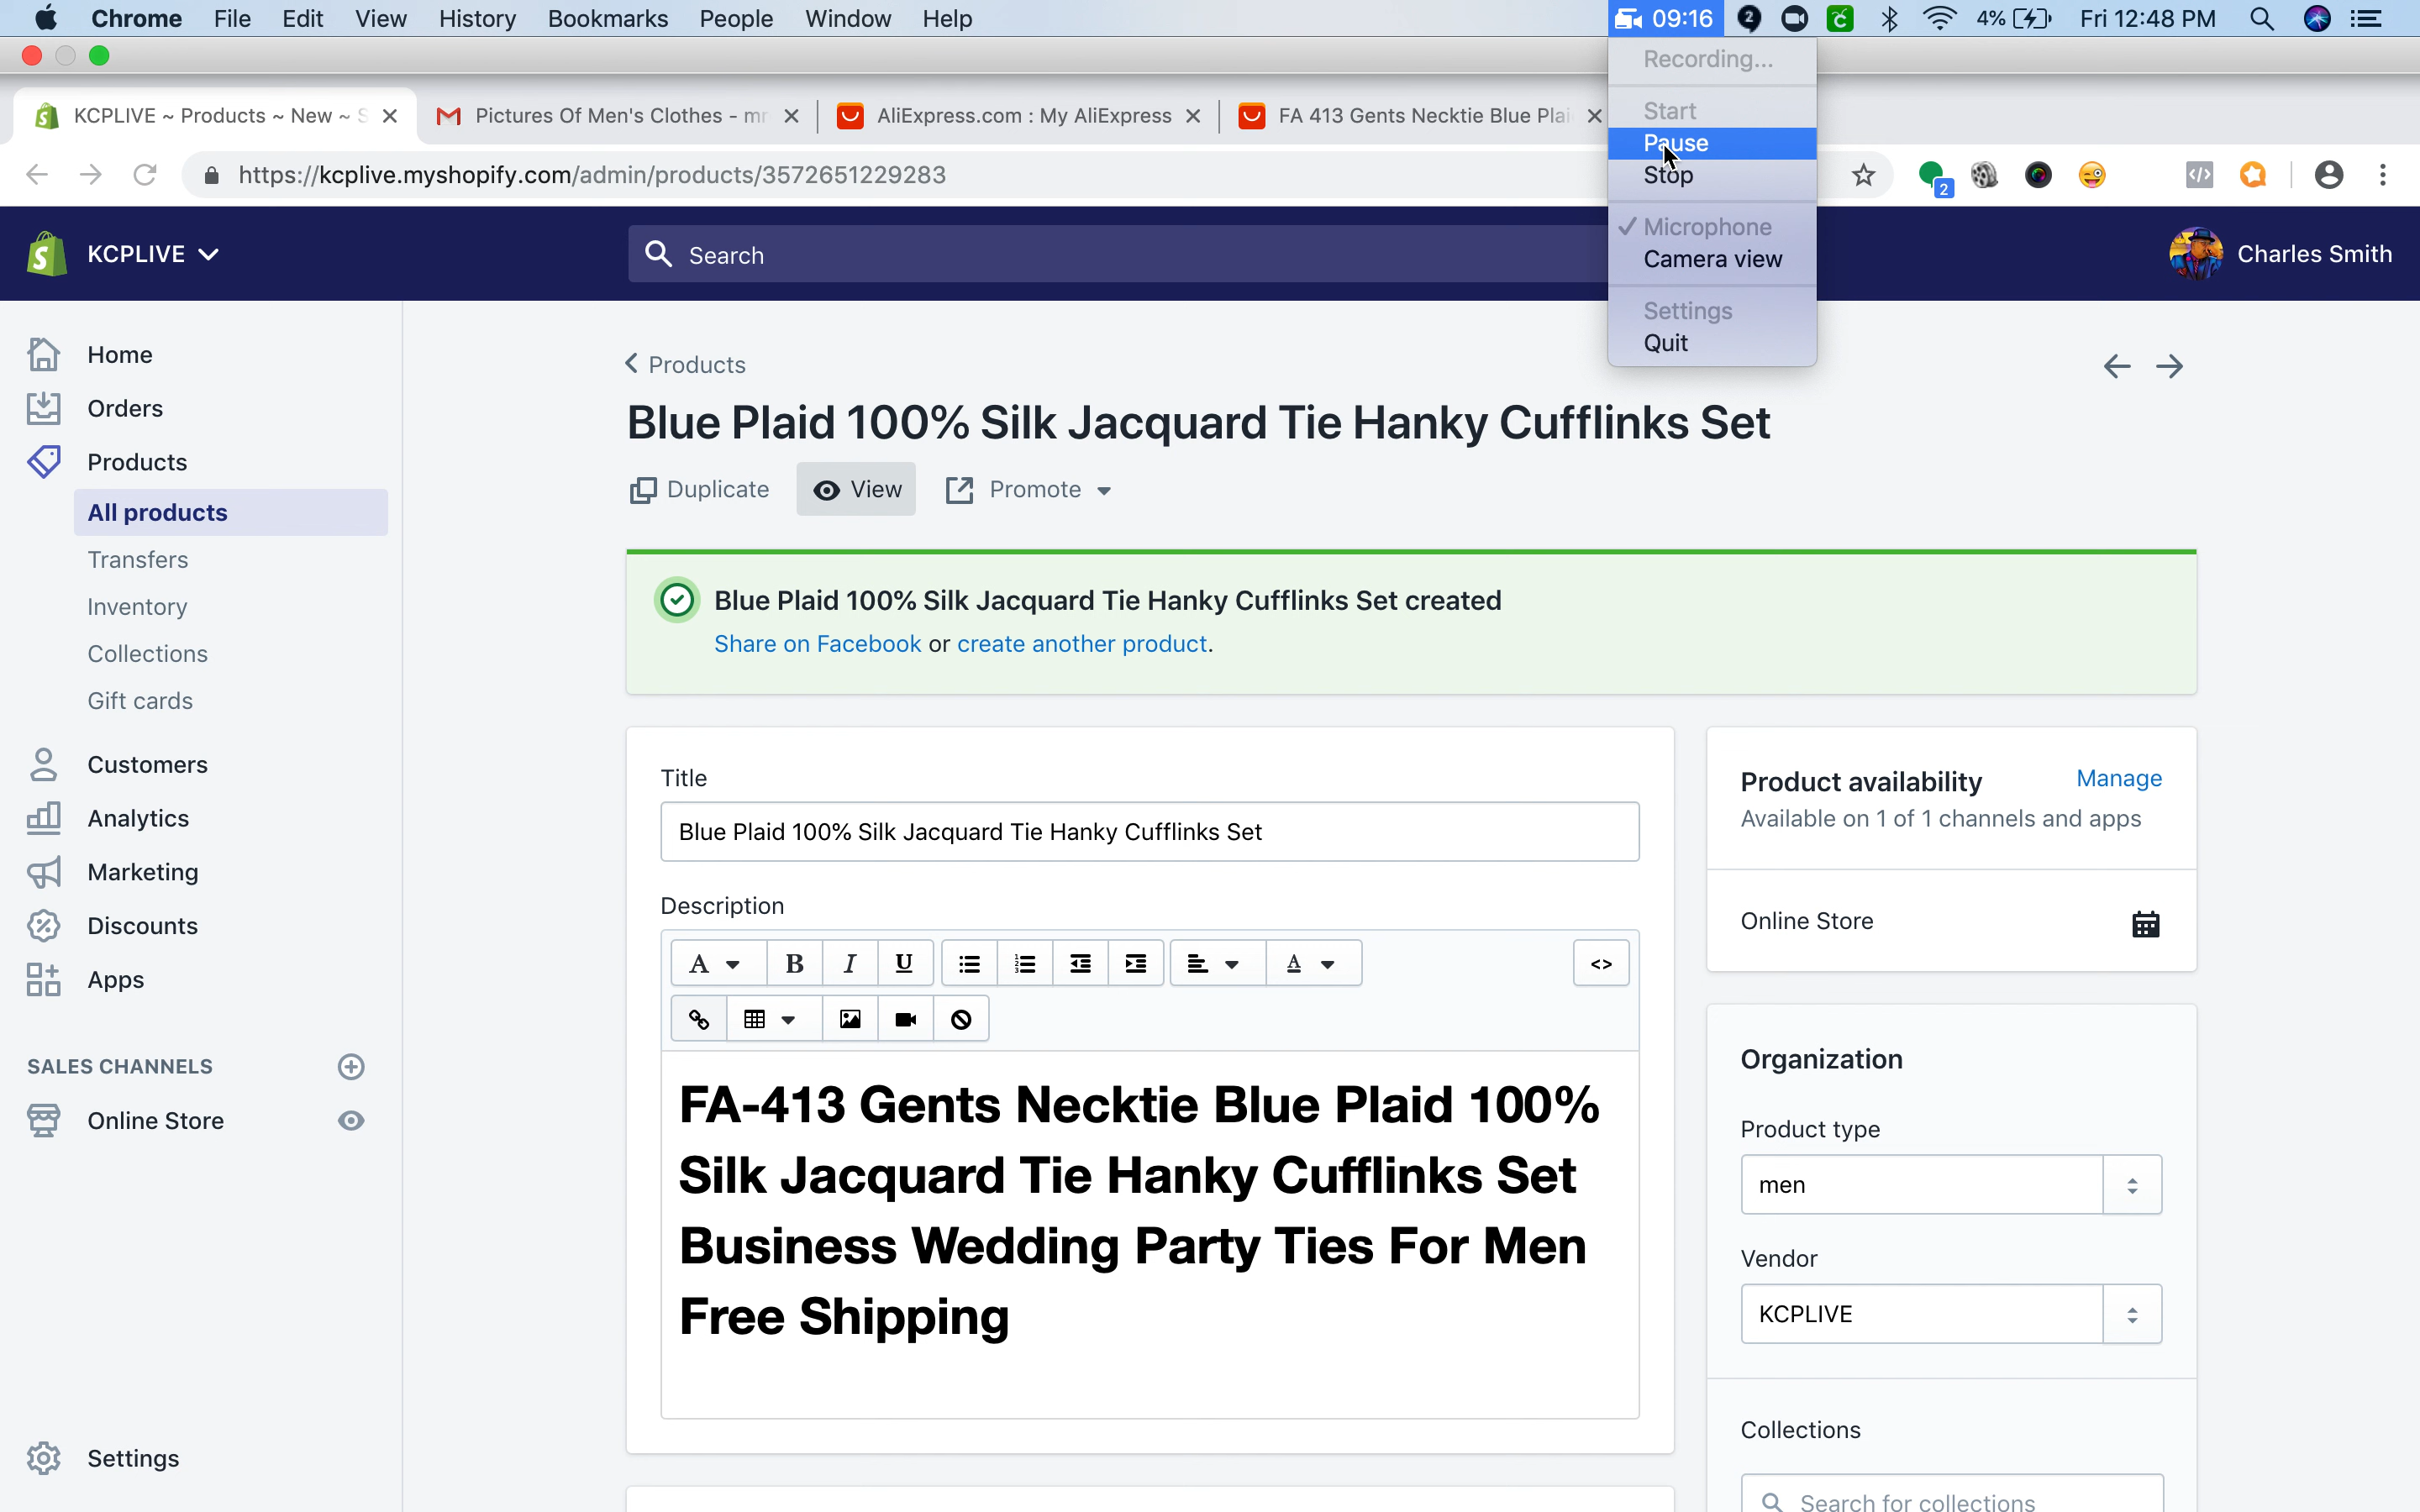 Chrome File Edit View History Bookmarks People Window Help 09:16 2 4% Fri 12:48 PM
Recording...
Start
Pause
Stop
Microphone
Camera view
Settings
Quit
KCPLIVE ~ Products ~ New ~ S
Pictures Of Men's Clothes - mr
AliExpress.com : My AliExpress
FA 413 Gents Necktie Blue Plai
https://kcplive.myshopify.com/admin/products/3572651229283
2
KCPLIVE
Search
Charles Smith
Home
Orders
Products
All products
Transfers
Inventory
Collections
Gift cards
Customers
Analytics
Marketing
Discounts
Apps
SALES CHANNELS
Online Store
Settings
Products
Blue Plaid 100% Silk Jacquard Tie Hanky Cufflinks Set
Duplicate View Promote
Blue Plaid 100% Silk Jacquard Tie Hanky Cufflinks Set created
Share on Facebook or create another product.
Title
Blue Plaid 100% Silk Jacquard Tie Hanky Cufflinks Set
Description
A B I U A <>
FA-413 Gents Necktie Blue Plaid 100%
Silk Jacquard Tie Hanky Cufflinks Set
Business Wedding Party Ties For Men
Free Shipping
Product availability Manage
Available on 1 of 1 channels and apps
Online Store
Organization
Product type
men
Vendor
KCPLIVE
Collections
Search for collections